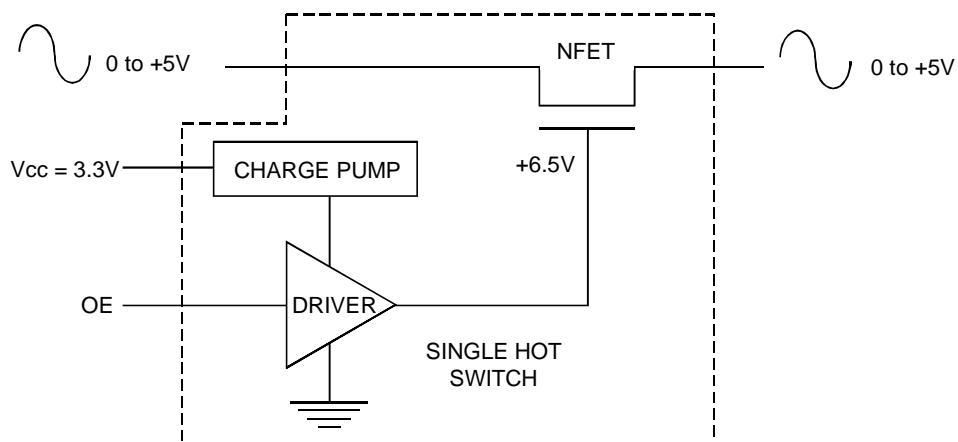 NFET
0 to +5V
0 to +5V
Vcc = 3.3V
CHARGE PUMP
+6.5V
OE
DRIVER
SINGLE HOT
SWITCH